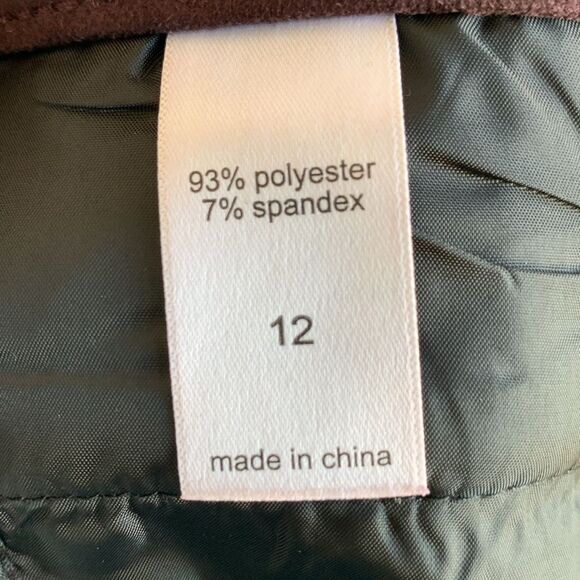 93% polyester
7% spandex
12
made in china